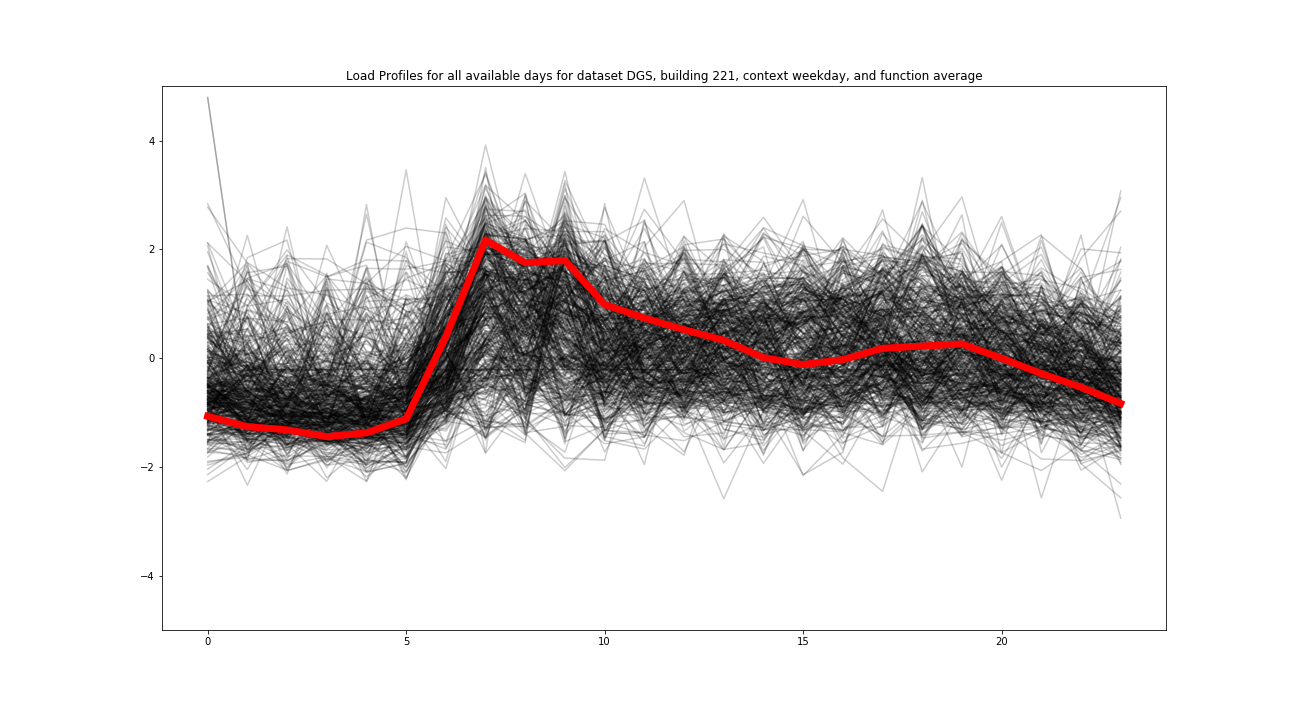 Load Profiles for all available days for dataset DGS, building 221, context weekday, and function average
4
2
0
−2
−4
0 5 10 15 20